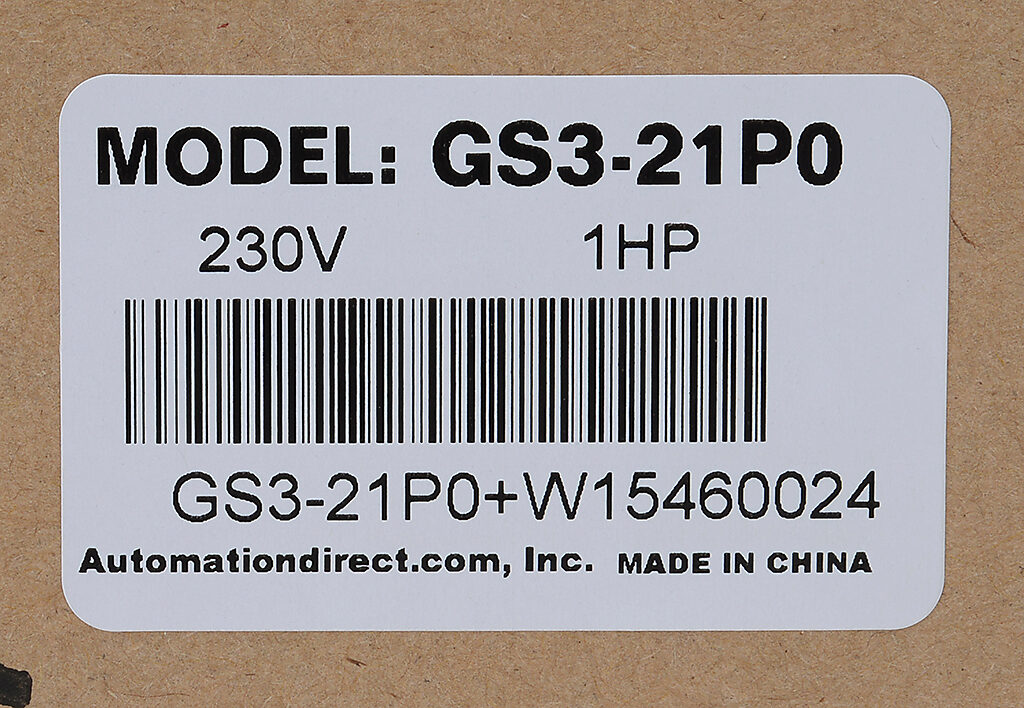 MODEL: GS3-21P0
230V 1HP
GS3-21P0+W15460024
Automationdirect.com, Inc. MADE IN CHINA